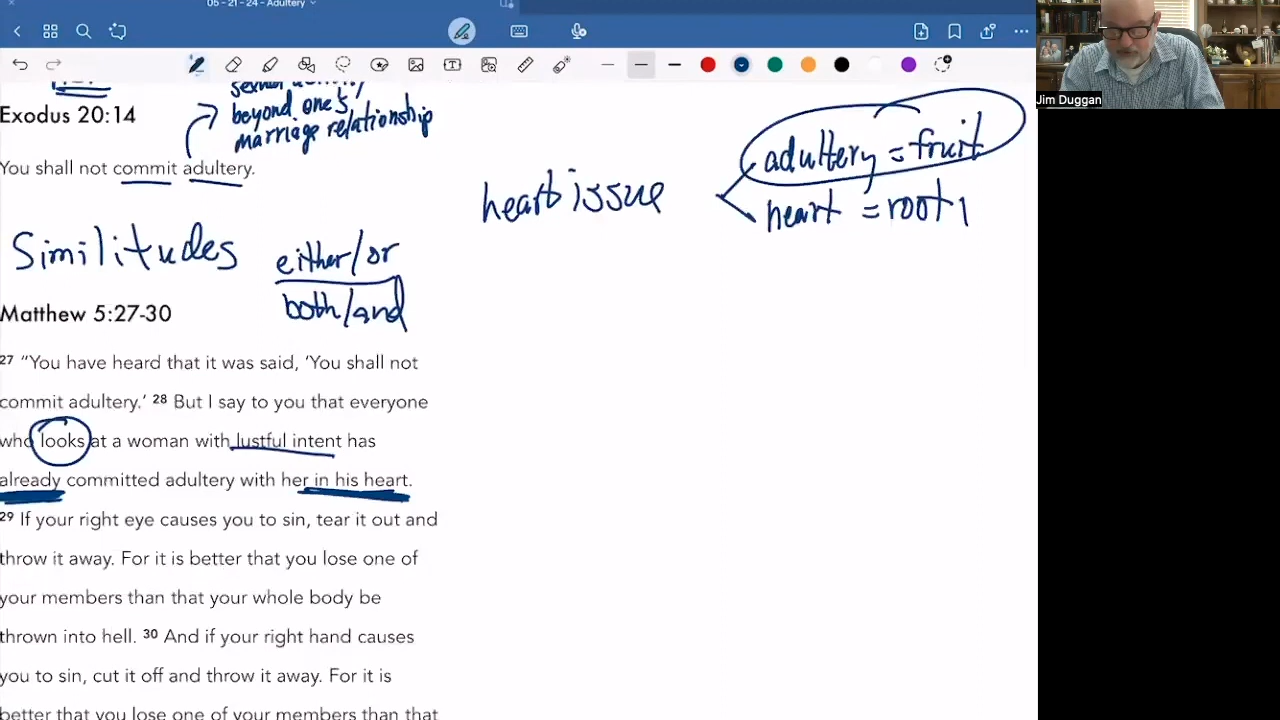 05 - 21 - 24 - Adultery
Jim Duggan
beyond one's
marriage relationship
Exodus 20:14
You shall not commit adultery.
heart issue
adultery = fruit
heart = root
Similitudes
either/or
both/and
Matthew 5:27-30
27 “You have heard that it was said, ‘You shall not
commit adultery.’ 28 But I say to you that everyone
who looks at a woman with lustful intent has
already committed adultery with her in his heart.
29 If your right eye causes you to sin, tear it out and
throw it away. For it is better that you lose one of
your members than that your whole body be
thrown into hell. 30 And if your right hand causes
you to sin, cut it off and throw it away. For it is
better that you lose one of your members than that